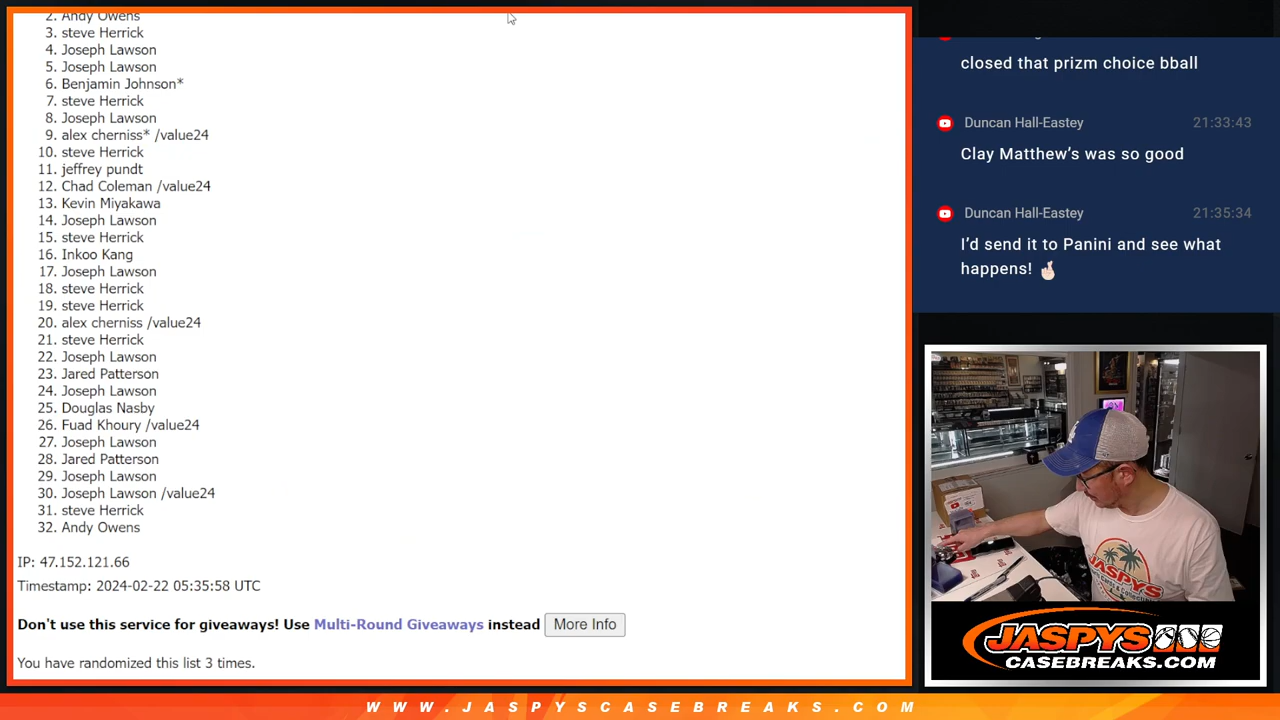 2. Andy Owens
3. steve Herrick
4. Joseph Lawson
5. Joseph Lawson
6. Benjamin Johnson*
7. steve Herrick
8. Joseph Lawson
9. alex cherniss* /value24
10. steve Herrick
11. jeffrey pundt
12. Chad Coleman /value24
13. Kevin Miyakawa
14. Joseph Lawson
15. steve Herrick
16. Inkoo Kang
17. Joseph Lawson
18. steve Herrick
19. steve Herrick
20. alex cherniss /value24
21. steve Herrick
22. Joseph Lawson
23. Jared Patterson
24. Joseph Lawson
25. Douglas Nasby
26. Fuad Khoury /value24
27. Joseph Lawson
28. Jared Patterson
29. Joseph Lawson
30. Joseph Lawson /value24
31. steve Herrick
32. Andy Owens
IP: 47.152.121.66
Timestamp: 2024-02-22 05:35:58 UTC
Don't use this service for giveaways! Use Multi-Round Giveaways instead More Info
You have randomized this list 3 times.
closed that prizm choice bball
Duncan Hall-Eastey 21:33:43
Clay Matthew’s was so good
Duncan Hall-Eastey 21:35:34
I’d send it to Panini and see what
happens! 🤞🏻
JASPYS
JASPYS
CASEBREAKS.COM
WWW.JASPYSCASEBREAKS.COM